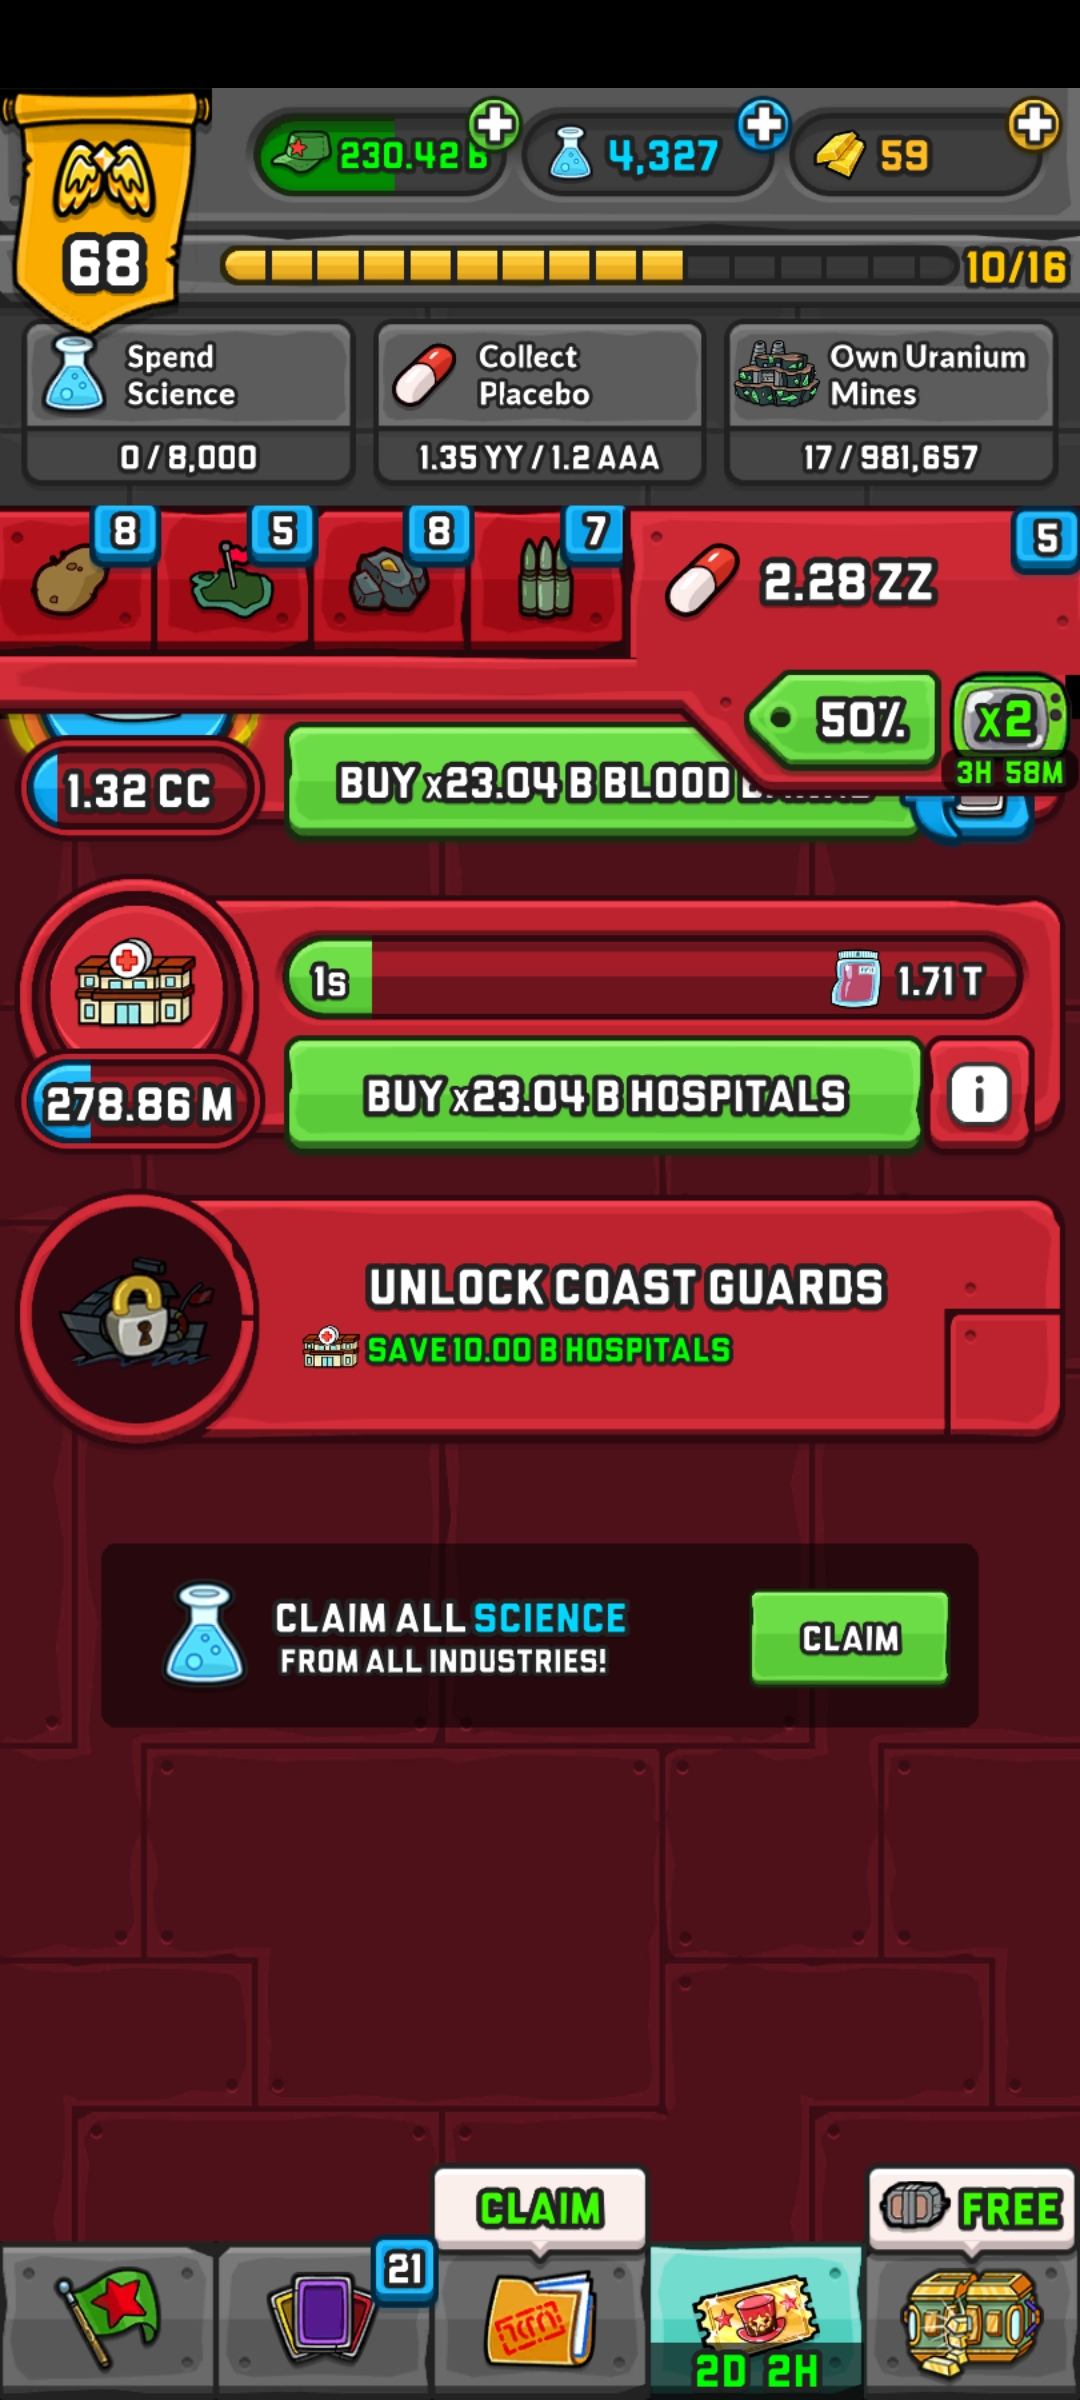 230.42 B
4,327
59
68
10/16
Spend
Science
0 / 8,000
Collect
Placebo
1.35 YY / 1.2 AAA
Own Uranium
Mines
17 / 981,657
8
5
8
7
2.28 ZZ
5
50%
x2
3H 58M
1.32 CC
BUY x23.04 B BLOOD
1s
1.71 T
278.86 M
BUY x23.04 B HOSPITALS
i
UNLOCK COAST GUARDS
SAVE 10.00 B HOSPITALS
CLAIM ALL SCIENCE
FROM ALL INDUSTRIES!
CLAIM
CLAIM
FREE
21
2D 2H